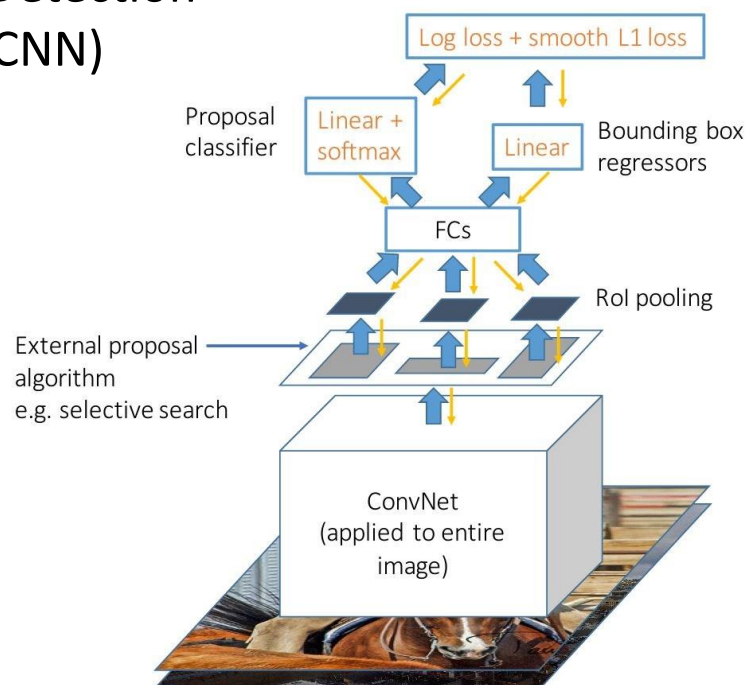 Detection
CNN)
Log loss + smooth L1 loss
Proposal
classifier
Linear +
softmax
Linear
Bounding box
regressors
FCs
RoI pooling
External proposal
algorithm
e.g. selective search
ConvNet
(applied to entire
image)